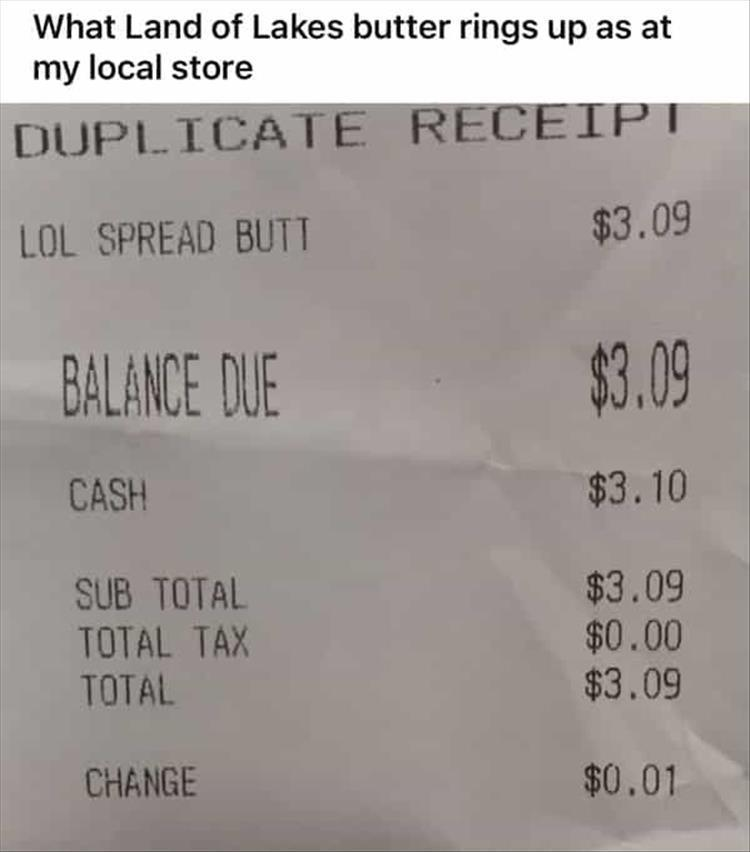 What Land of Lakes butter rings up as at
my local store
DUPLICATE RECEIPT
LOL SPREAD BUTT $3.09
BALANCE DUE $3.09
CASH $3.10
SUB TOTAL $3.09
TOTAL TAX $0.00
TOTAL $3.09
CHANGE $0.01